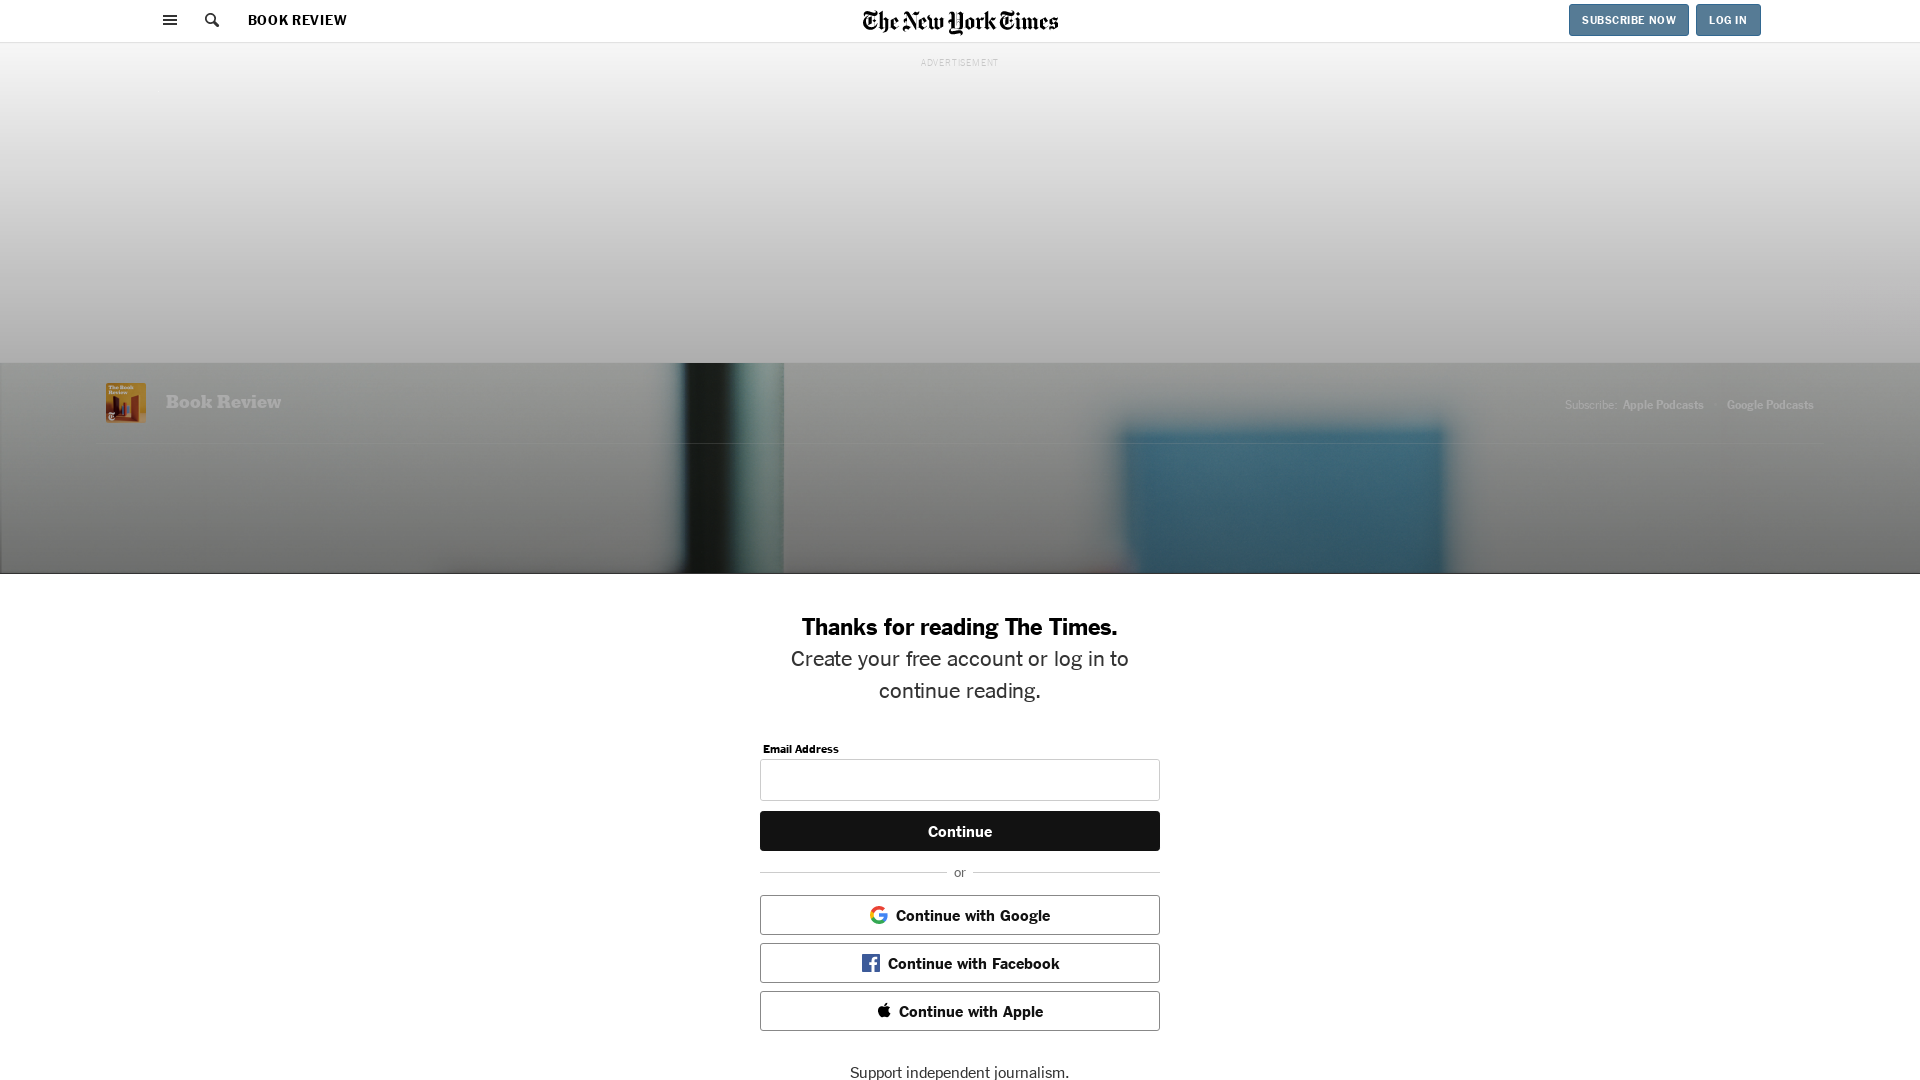 BOOK REVIEW
The New York Times
SUBSCRIBE NOW
LOG IN
ADVERTISEMENT
The Book
Review
Book Review
Subscribe: Apple Podcasts · Google Podcasts
Thanks for reading The Times.
Create your free account or log in to
continue reading.
Email Address
Continue
or
Continue with Google
Continue with Facebook
Continue with Apple
Support independent journalism.